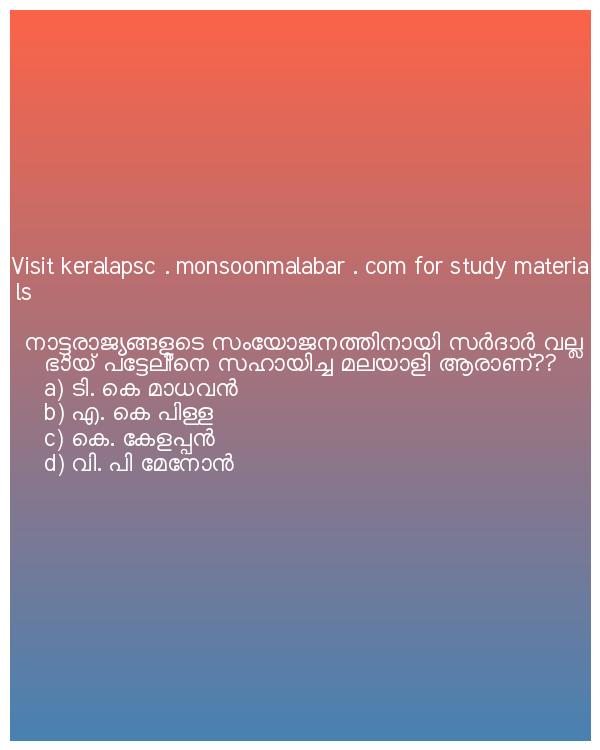 Visit keralapsc . monsoonmalabar . com for study materia
ls
നാട്ടുരാജ്യങ്ങളുടെ സംയോജനത്തിനായി സർദാർ വല്ല
ഭായ് പട്ടേലിനെ സഹായിച്ച മലയാളി ആരാണ്??
a) ടി. കെ മാധവൻ
b) എ. കെ പിള്ള
c) കെ. കേളപ്പൻ
d) വി. പി മേനോൻ